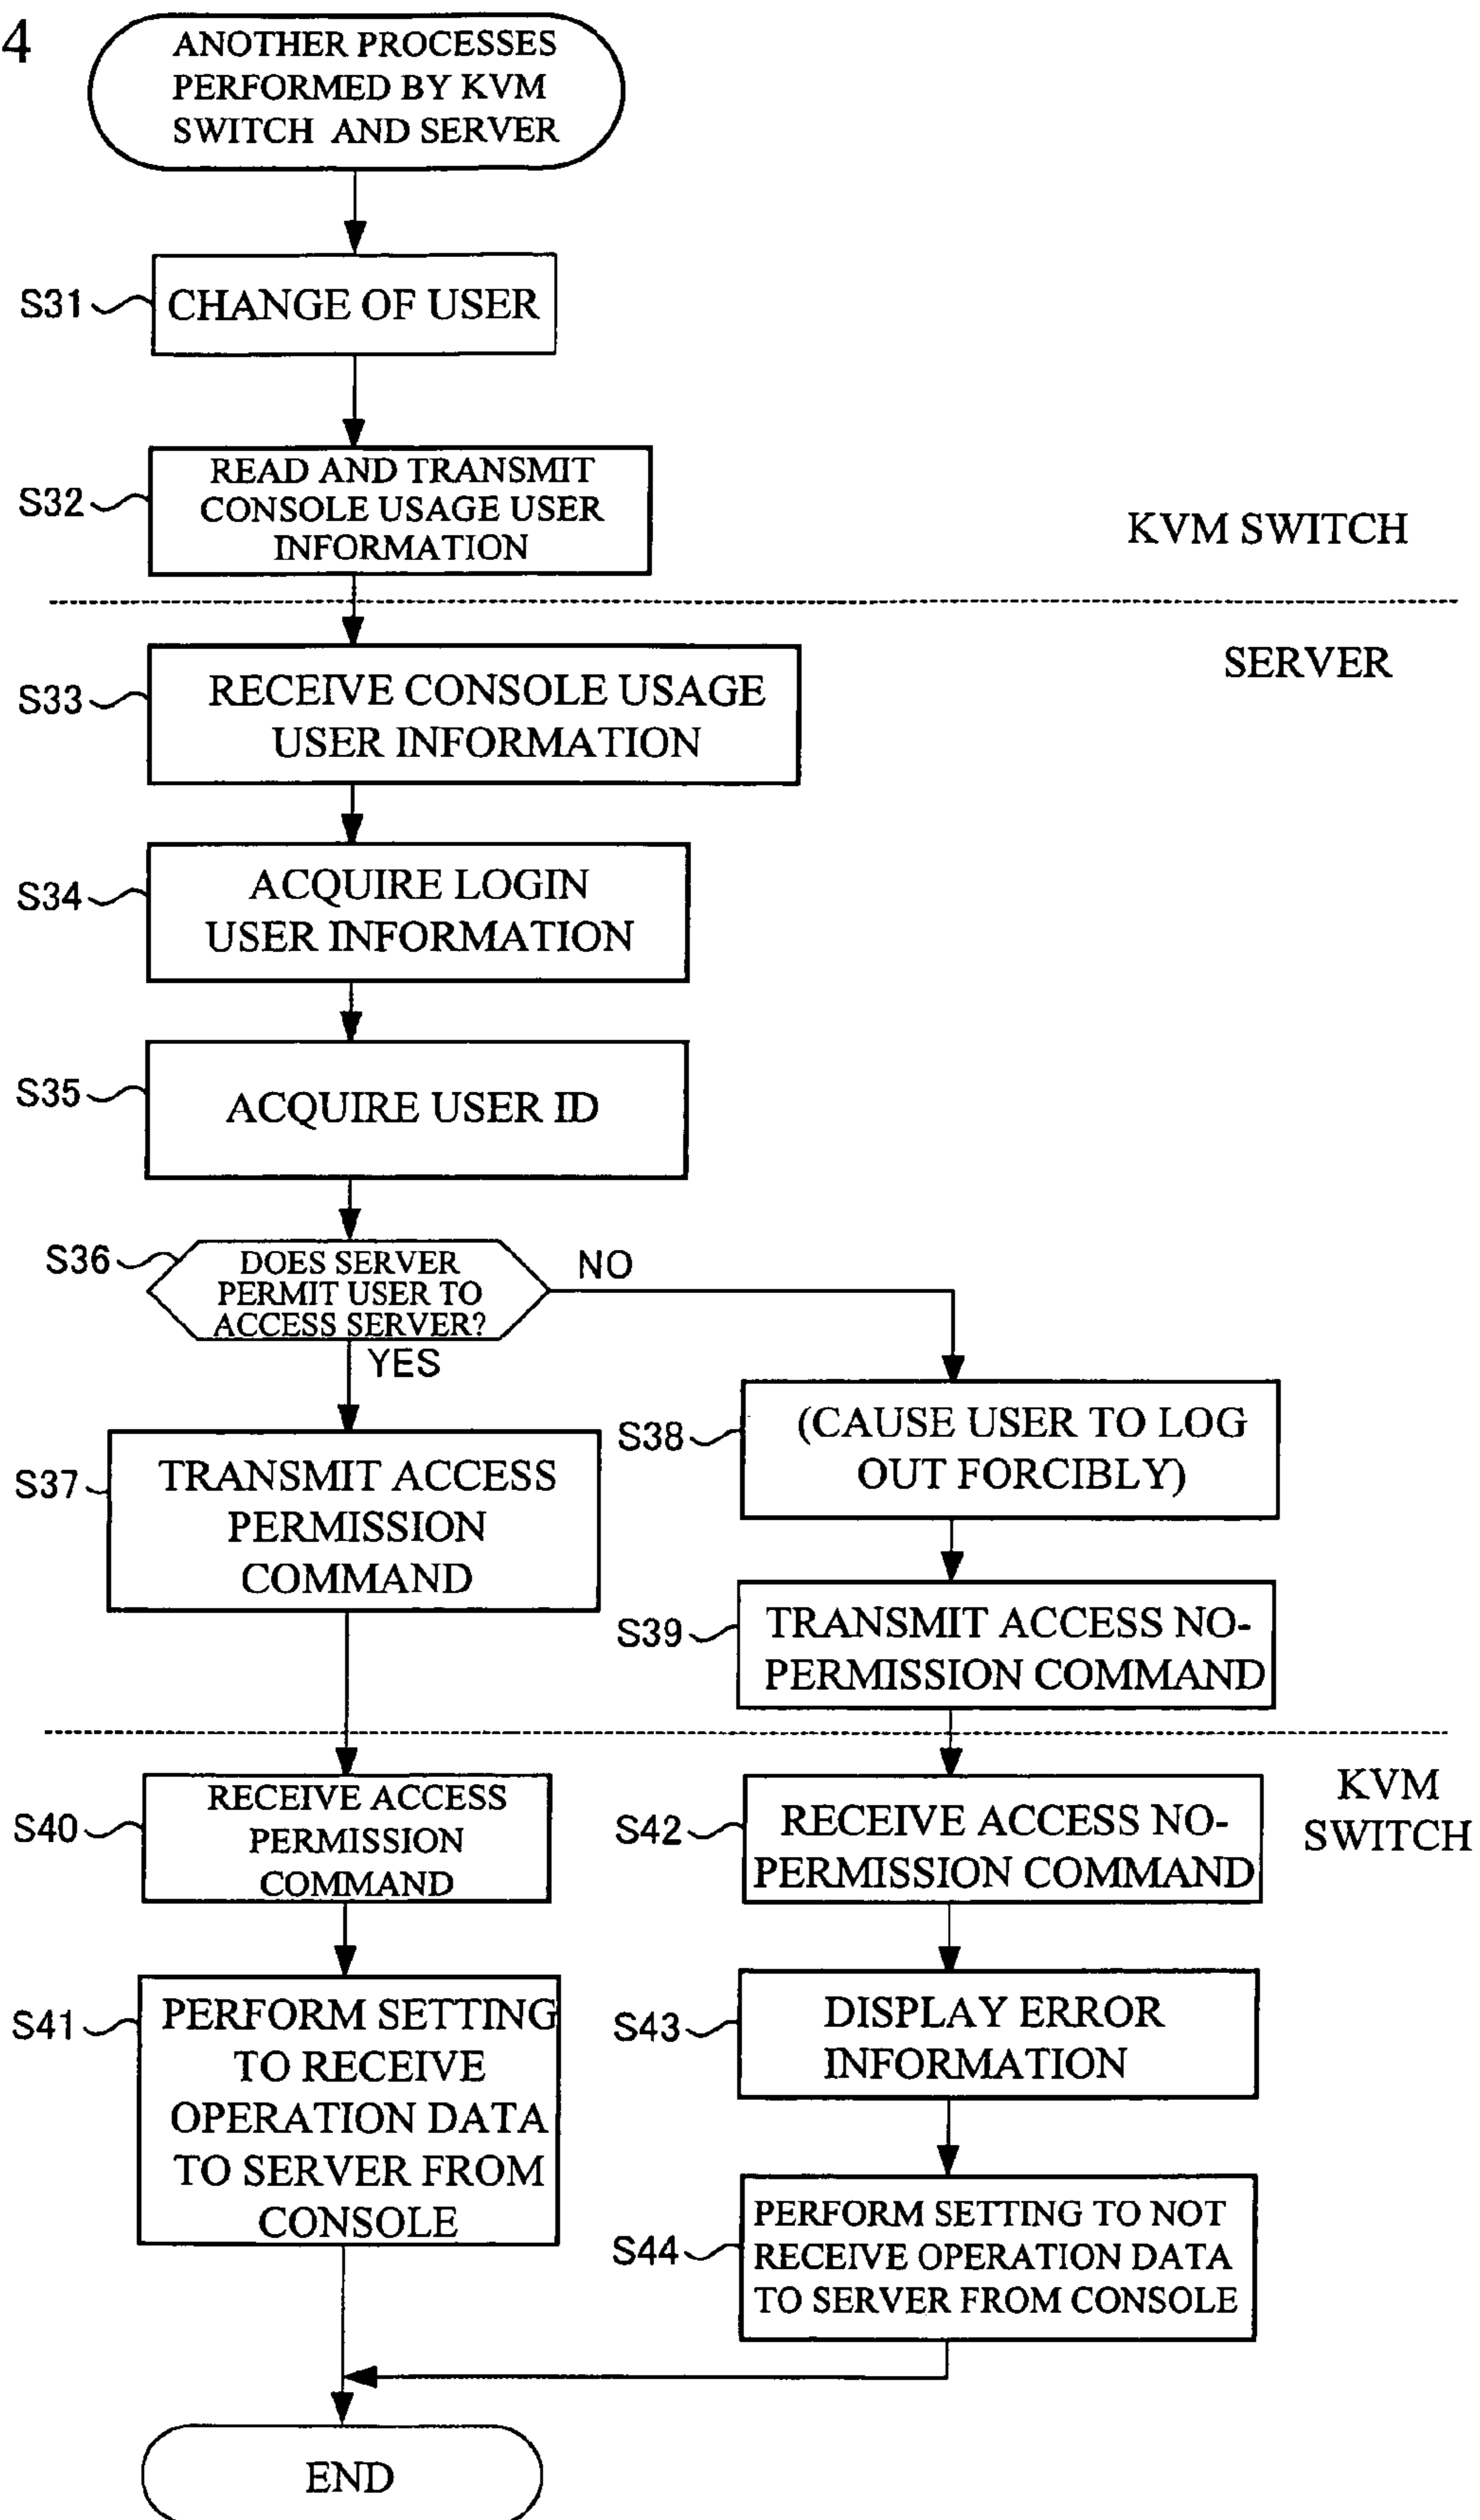 4
ANOTHER PROCESSES
PERFORMED BY KVM
SWITCH AND SERVER
S31
CHANGE OF USER
S32
READ AND TRANSMIT
CONSOLE USAGE USER
INFORMATION
KVM SWITCH
SERVER
S33
RECEIVE CONSOLE USAGE
USER INFORMATION
S34
ACQUIRE LOGIN
USER INFORMATION
S35
ACQUIRE USER ID
S36
DOES SERVER
PERMIT USER TO
ACCESS SERVER?
NO
YES
S37
TRANSMIT ACCESS
PERMISSION
COMMAND
S38
(CAUSE USER TO LOG
OUT FORCIBLY)
S39
TRANSMIT ACCESS NO-
PERMISSION COMMAND
S40
RECEIVE ACCESS
PERMISSION
COMMAND
S42
RECEIVE ACCESS NO-
PERMISSION COMMAND
KVM
SWITCH
S41
PERFORM SETTING
TO RECEIVE
OPERATION DATA
TO SERVER FROM
CONSOLE
S43
DISPLAY ERROR
INFORMATION
S44
PERFORM SETTING TO NOT
RECEIVE OPERATION DATA
TO SERVER FROM CONSOLE
END